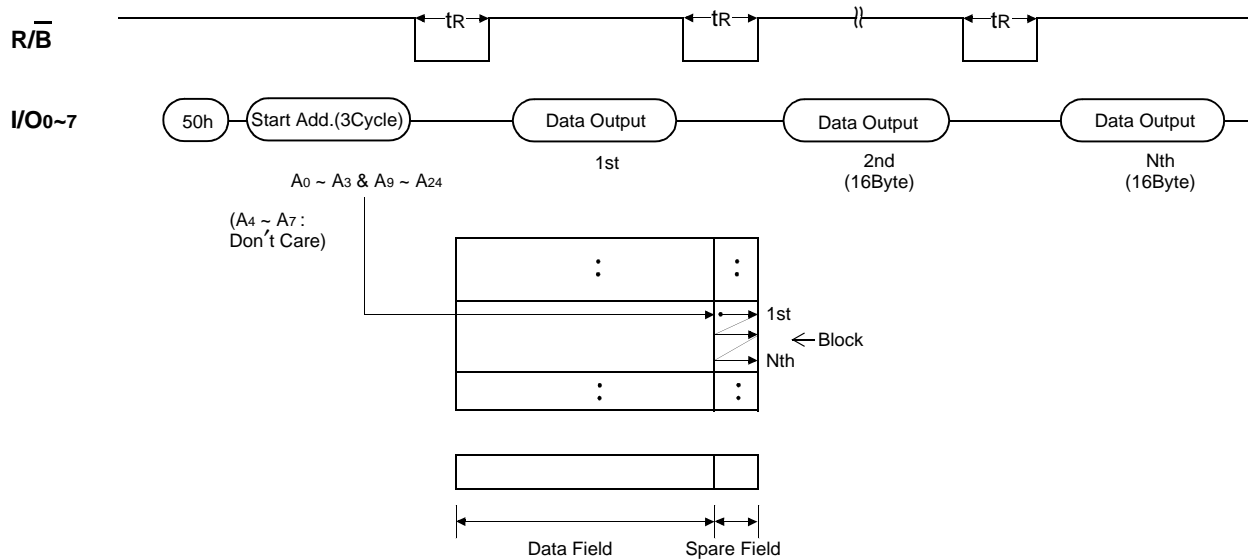 R/B
tR
tR
tR
I/O0~7
50h
Start Add.(3Cycle)
Data Output
Data Output
Data Output
1st
2nd
(16Byte)
Nth
(16Byte)
A0 ~ A3 & A9 ~ A24
(A4 ~ A7 :
Don't Care)
1st
Block
Nth
Data Field
Spare Field